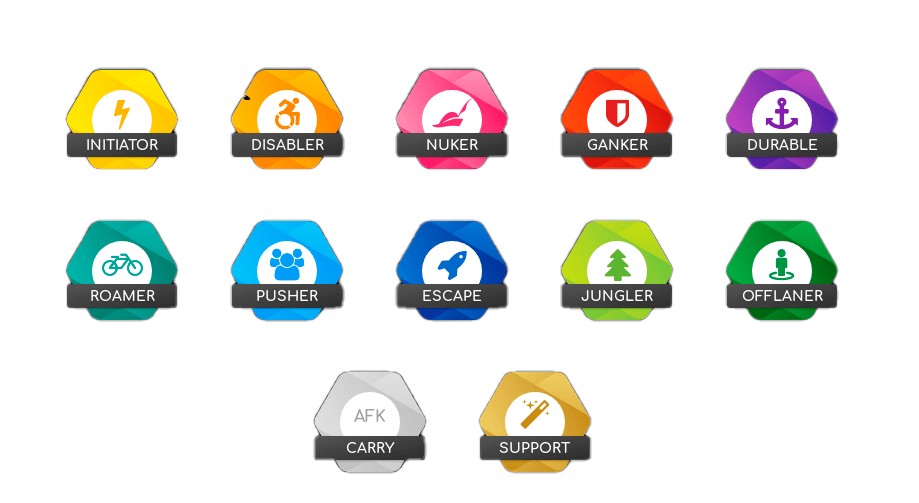 INITIATOR
DISABLER
NUKER
GANKER
DURABLE
ROAMER
PUSHER
ESCAPE
JUNGLER
OFFLANER
AFK
CARRY
SUPPORT